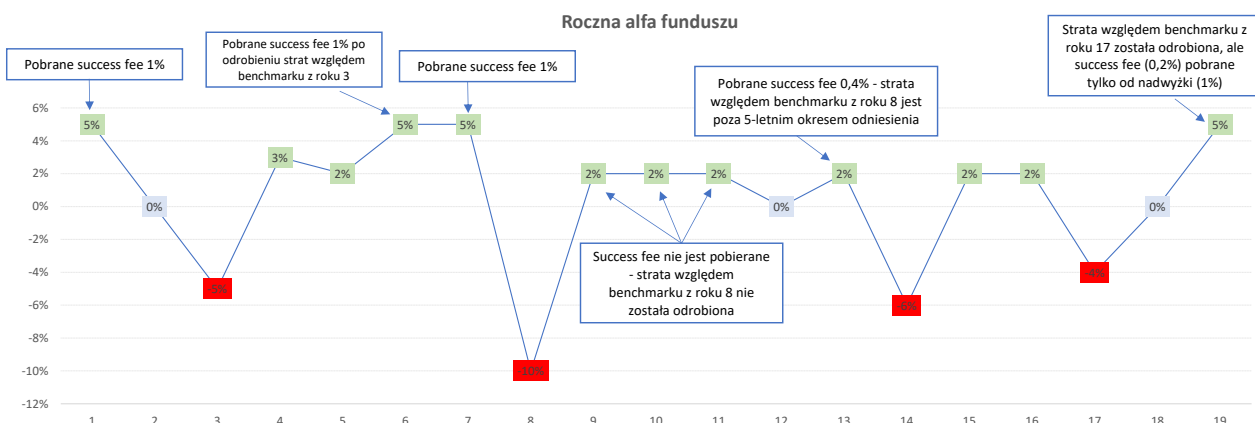 Roczna alfa funduszu
Pobrane success fee 1%
Pobrane success fee 1% po
odrobieniu strat względem
benchmarku z roku 3
Pobrane success fee 1%
Pobrane success fee 0,4% - strata
względem benchmarku z roku 8 jest
poza 5-letnim okresem odniesienia
Strata względem benchmarku z
roku 17 została odrobiona, ale
success fee (0,2%) pobrane
tylko od nadwyżki (1%)
Success fee nie jest pobierane
- strata względem
benchmarku z roku 8 nie
została odrobiona
6%
4%
2%
0%
-2%
-4%
-6%
-8%
-10%
-12%
5%
0%
-5%
3%
2%
5%
5%
-10%
2%
2%
2%
0%
2%
-6%
2%
2%
-4%
0%
5%
1 2 3 4 5 6 7 8 9 10 11 12 13 14 15 16 17 18 19